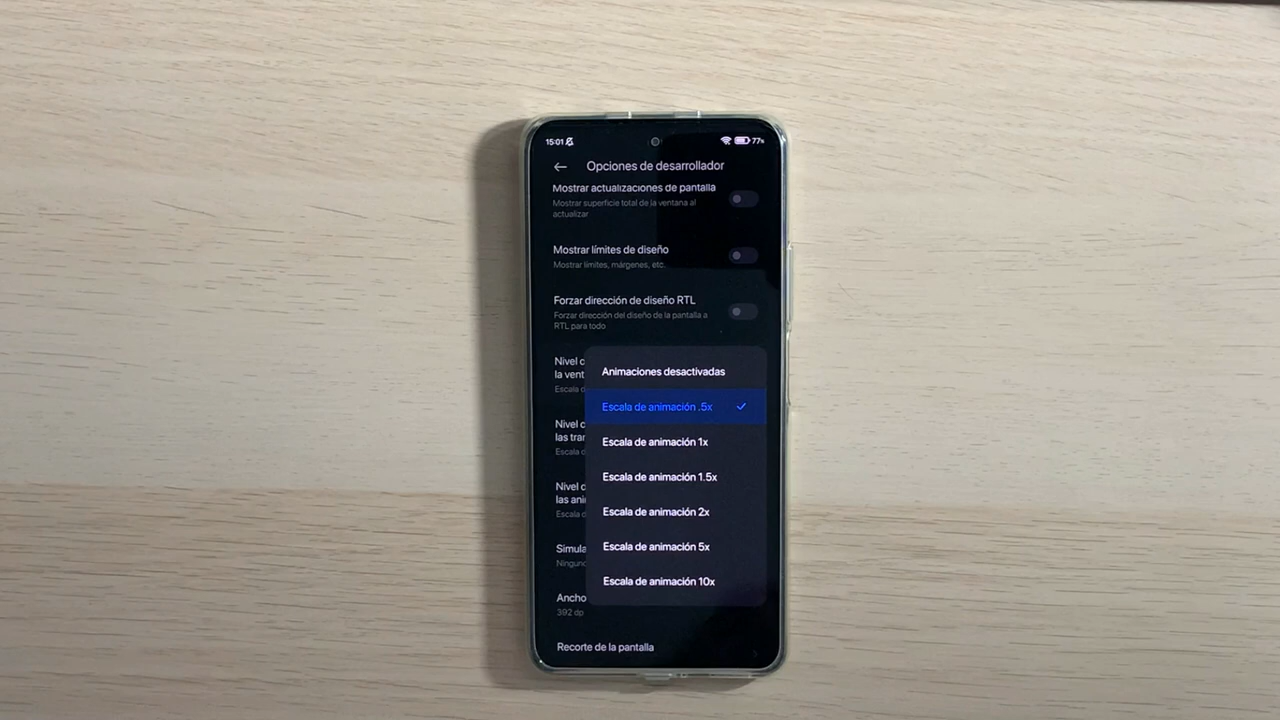 15:01
77%
Opciones de desarrollador
Mostrar actualizaciones de pantalla
Mostrar superficie total de la ventana al
actualizar
Mostrar límites de diseño
Mostrar límites, márgenes, etc.
Forzar dirección de diseño RTL
Forzar dirección del diseño de la pantalla a
RTL para todo
Nivel
la vent
Escala
Animaciones desactivadas
Escala de animación .5x
Nivel
las tran
Escala
Escala de animación 1x
Escala de animación 1.5x
Nivel
las ani
Escala
Escala de animación 2x
Escala de animación 5x
Simula
Ninguno
Escala de animación 10x
Ancho
392 dp
Recorte de la pantalla